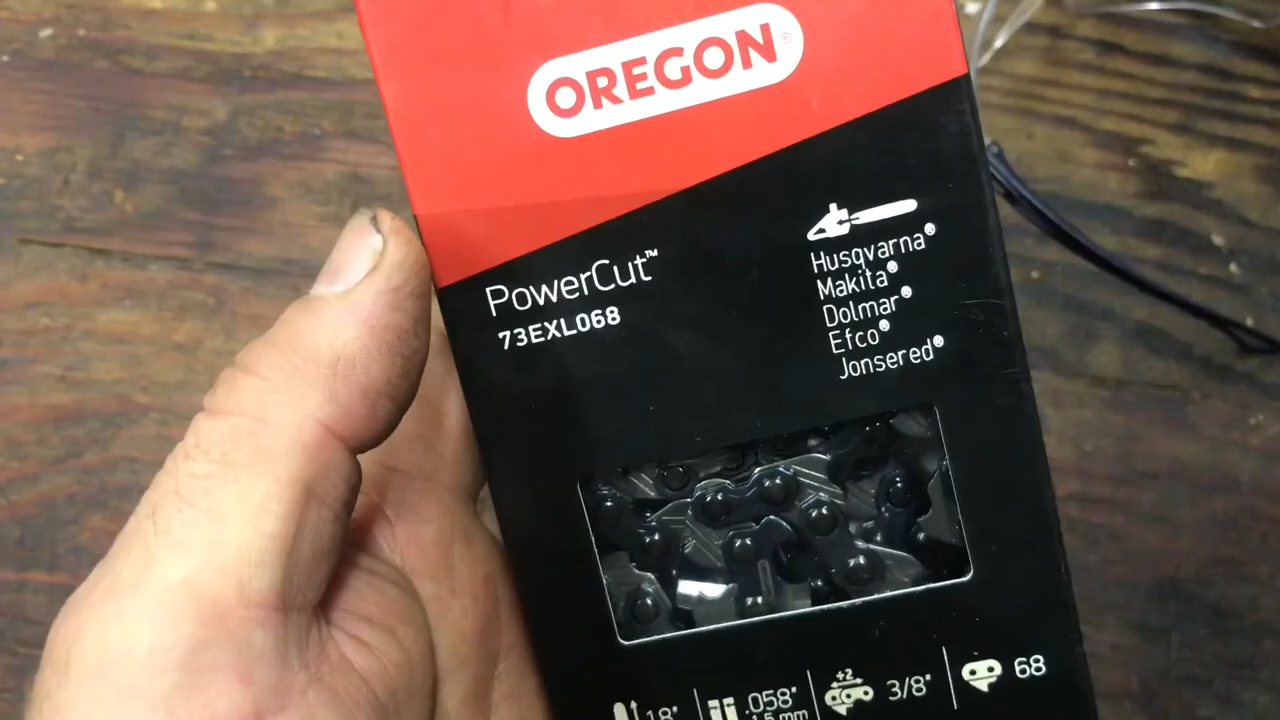 OREGON®
PowerCut™
73EXL068
Husqvarna®
Makita®
Dolmar®
Efco®
Jonsered®
18"
.058"
1.5 mm
+2
3/8"
68